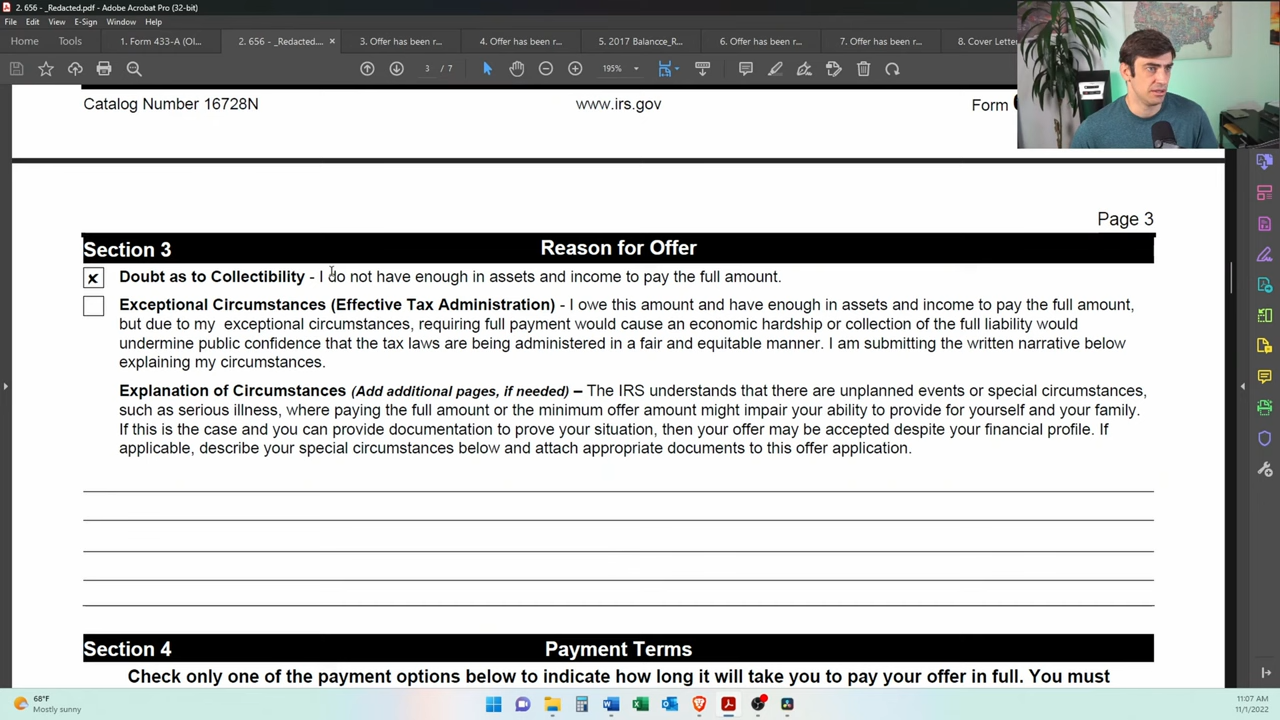 2. 656 - _Redacted.pdf - Adobe Acrobat Pro (32-bit)
File Edit View E-Sign Window Help
Home Tools 1. Form 433-A (OI... 2. 656 - _Redacted.... × 3. Offer has been r... 4. Offer has been r... 5. 2017 Balancce_R... 6. Offer has been r... 7. Offer has been r... 8. Cover Letter
3 / 7 195%
Catalog Number 16728N www.irs.gov Form
Page 3
Section 3 Reason for Offer
x Doubt as to Collectibility - I do not have enough in assets and income to pay the full amount.
Exceptional Circumstances (Effective Tax Administration) - I owe this amount and have enough in assets and income to pay the full amount,
but due to my exceptional circumstances, requiring full payment would cause an economic hardship or collection of the full liability would
undermine public confidence that the tax laws are being administered in a fair and equitable manner. I am submitting the written narrative below
explaining my circumstances.
Explanation of Circumstances (Add additional pages, if needed) – The IRS understands that there are unplanned events or special circumstances,
such as serious illness, where paying the full amount or the minimum offer amount might impair your ability to provide for yourself and your family.
If this is the case and you can provide documentation to prove your situation, then your offer may be accepted despite your financial profile. If
applicable, describe your special circumstances below and attach appropriate documents to this offer application.
Section 4 Payment Terms
Check only one of the payment options below to indicate how long it will take you to pay your offer in full. You must
68°F
Mostly sunny
11:07 AM
11/1/2022